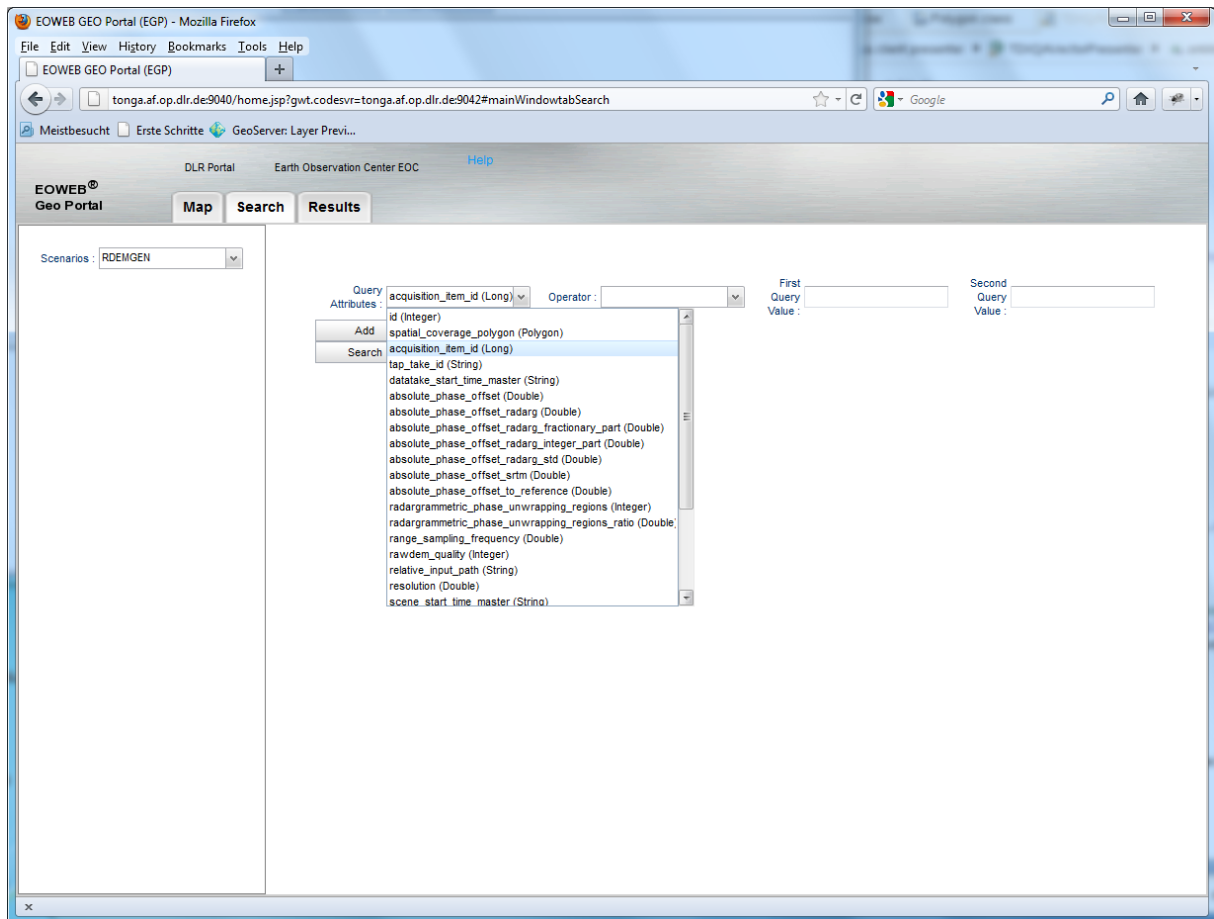 EOWEB GEO Portal (EGP) - Mozilla Firefox
File Edit View History Bookmarks Tools Help
EOWEB GEO Portal (EGP)
tonga.af.op.dlr.de:9040/home.jsp?gwt.codesvr=tonga.af.op.dlr.de:9042#mainWindowtabSearch
Google
Meistbesucht Erste Schritte GeoServer: Layer Previ...
DLR Portal Earth Observation Center EOC Help
EOWEB®
Geo Portal
Map Search Results
Scenarios : RDEMGEN
Query Attributes : acquisition_item_id (Long) Operator : First Query Value : Second Query Value :
Add
Search
id (Integer)
spatial_coverage_polygon (Polygon)
acquisition_item_id (Long)
tap_take_id (String)
datatake_start_time_master (String)
absolute_phase_offset (Double)
absolute_phase_offset_radarg (Double)
absolute_phase_offset_radarg_fractionary_part (Double)
absolute_phase_offset_radarg_integer_part (Double)
absolute_phase_offset_radarg_std (Double)
absolute_phase_offset_srtm (Double)
absolute_phase_offset_to_reference (Double)
radargrammetric_phase_unwrapping_regions (Integer)
radargrammetric_phase_unwrapping_regions_ratio (Double)
range_sampling_frequency (Double)
rawdem_quality (Integer)
relative_input_path (String)
resolution (Double)
scene_start_time_master (String)